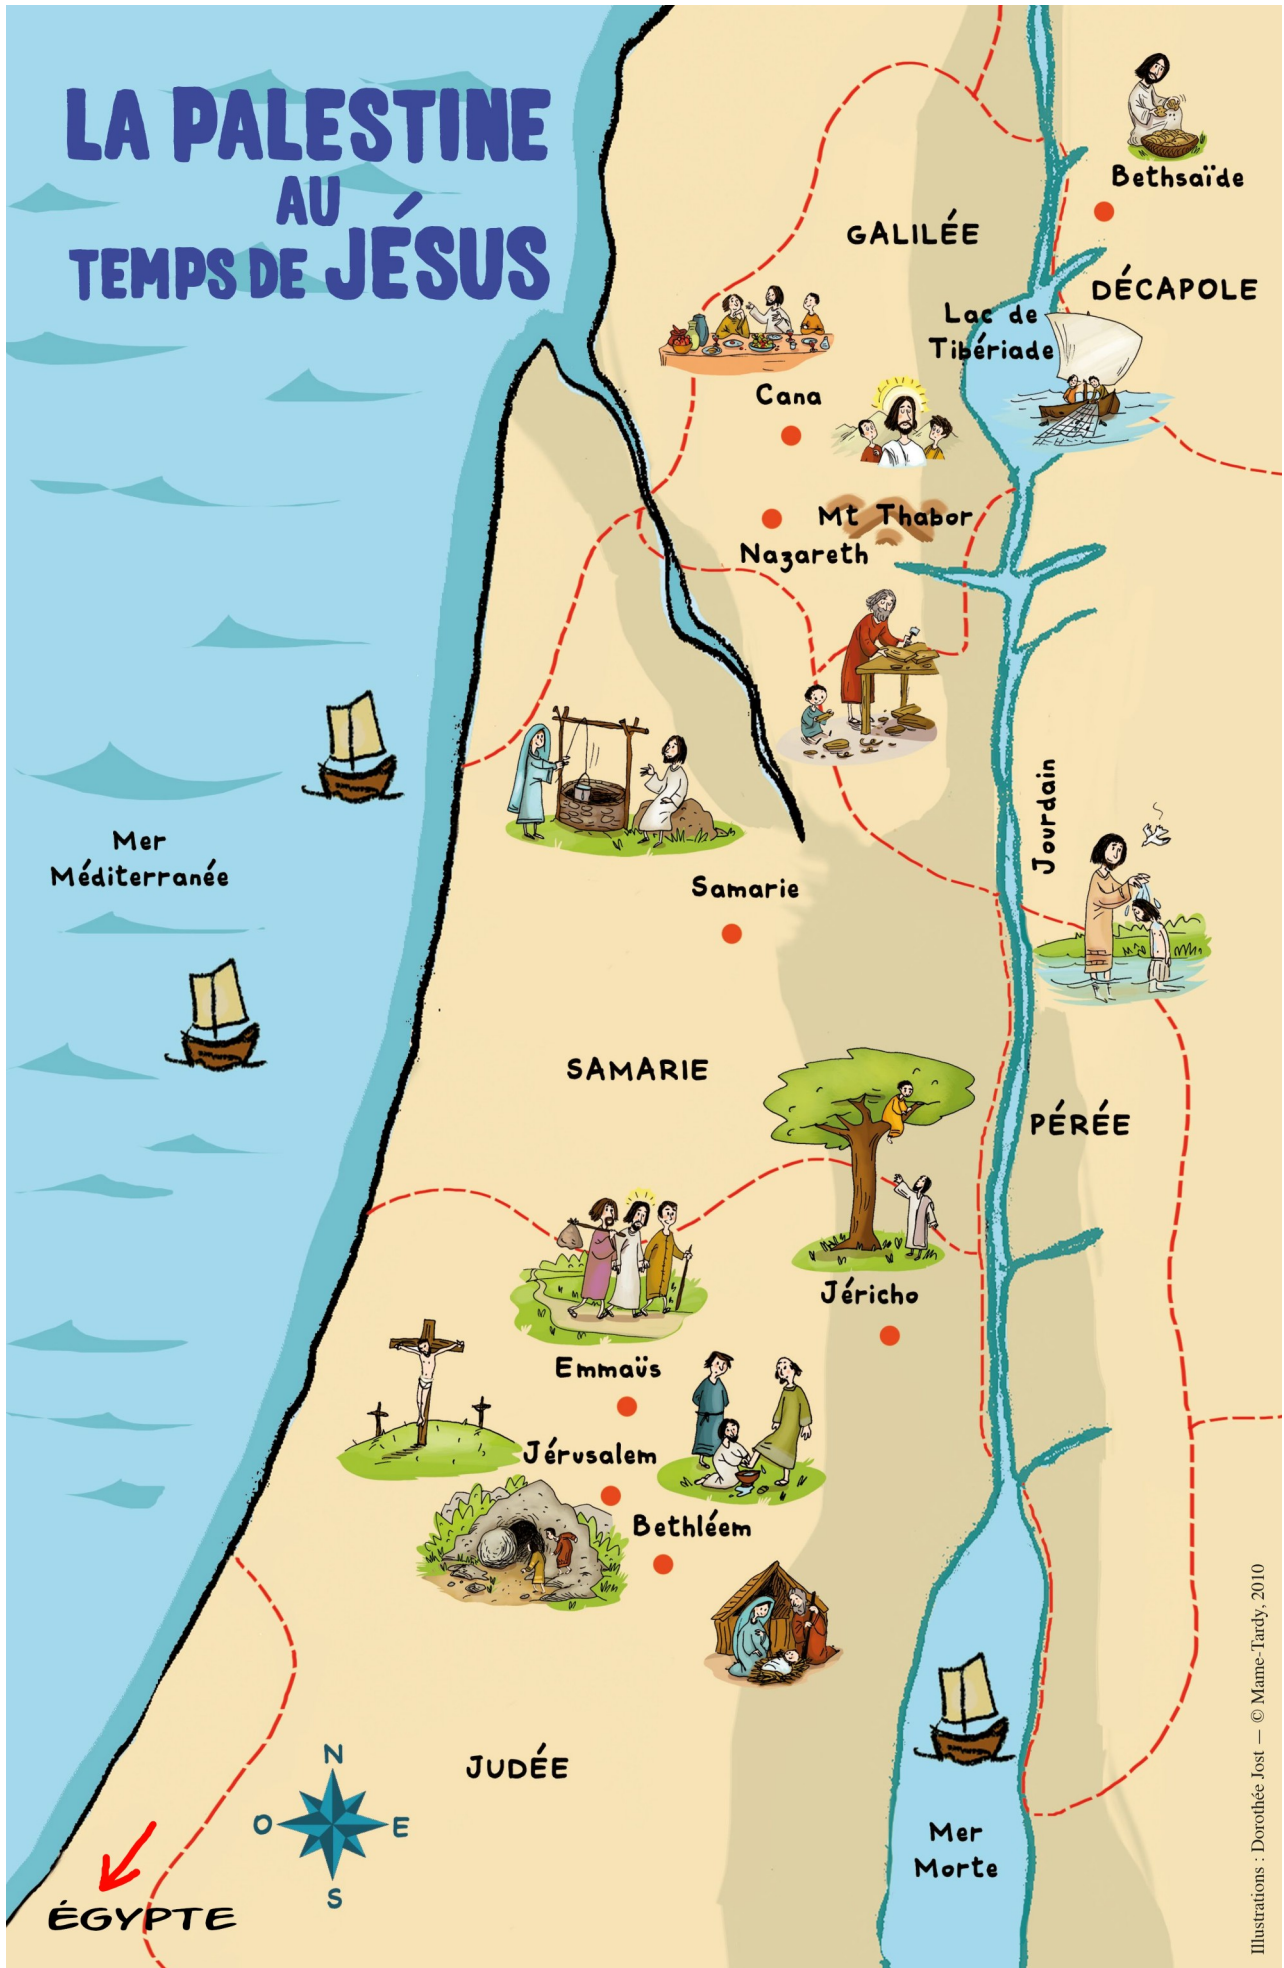 LA PALESTINE
AU
TEMPS DE JÉSUS
Bethsaïde
GALILÉE
DÉCAPOLE
Lac de
Tibériade
Cana
Mt Thabor
Nazareth
Jourdain
Mer
Méditerranée
Samarie
SAMARIE
PÉRÉE
Jéricho
Emmaüs
Jérusalem
Bethléem
JUDÉE
N
O
E
S
Mer
Morte
ÉGYPTE
Illustrations : Dorothée Jost — © Mame-Tardy, 2010